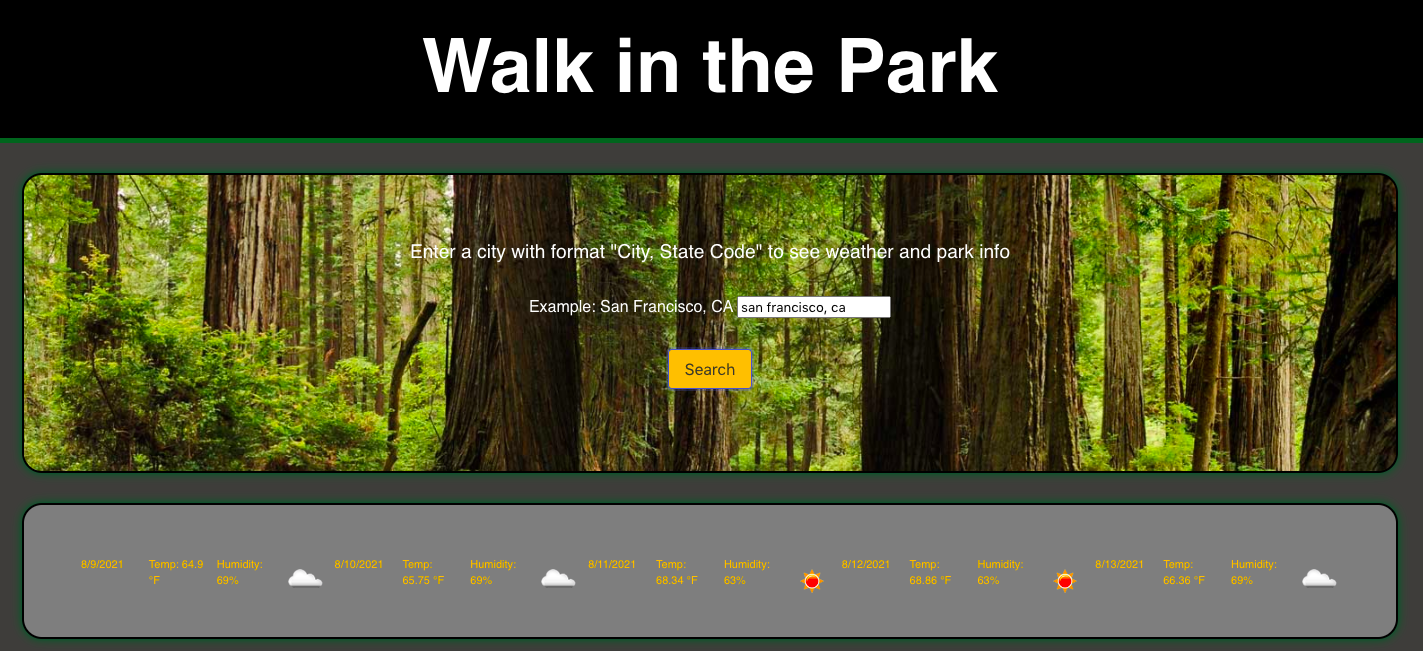 Walk in the Park
Enter a city with format "City, State Code" to see weather and park info
Example: San Francisco, CA san francisco, ca
Search
8/9/2021 Temp: 64.9 Humidity: 8/10/2021 Temp: Humidity: 8/11/2021 Temp: Humidity: 8/12/2021 Temp: Humidity: 8/13/2021 Temp: Humidity:
°F 69% 65.75 °F 69% 68.34 °F 63% 68.86 °F 63% 66.36 °F 69%